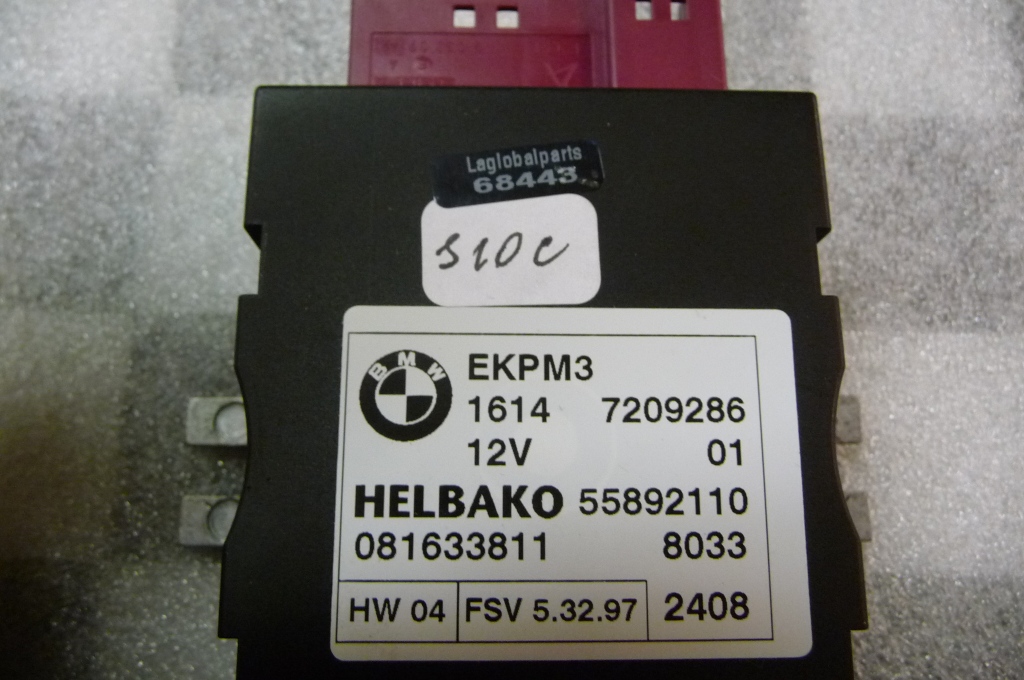 Laglobalparts
68443
S10C
BMW
EKPM3
1614 7209286
12V 01
HELBAKO 55892110
081633811 8033
HW 04 FSV 5.32.97 2408